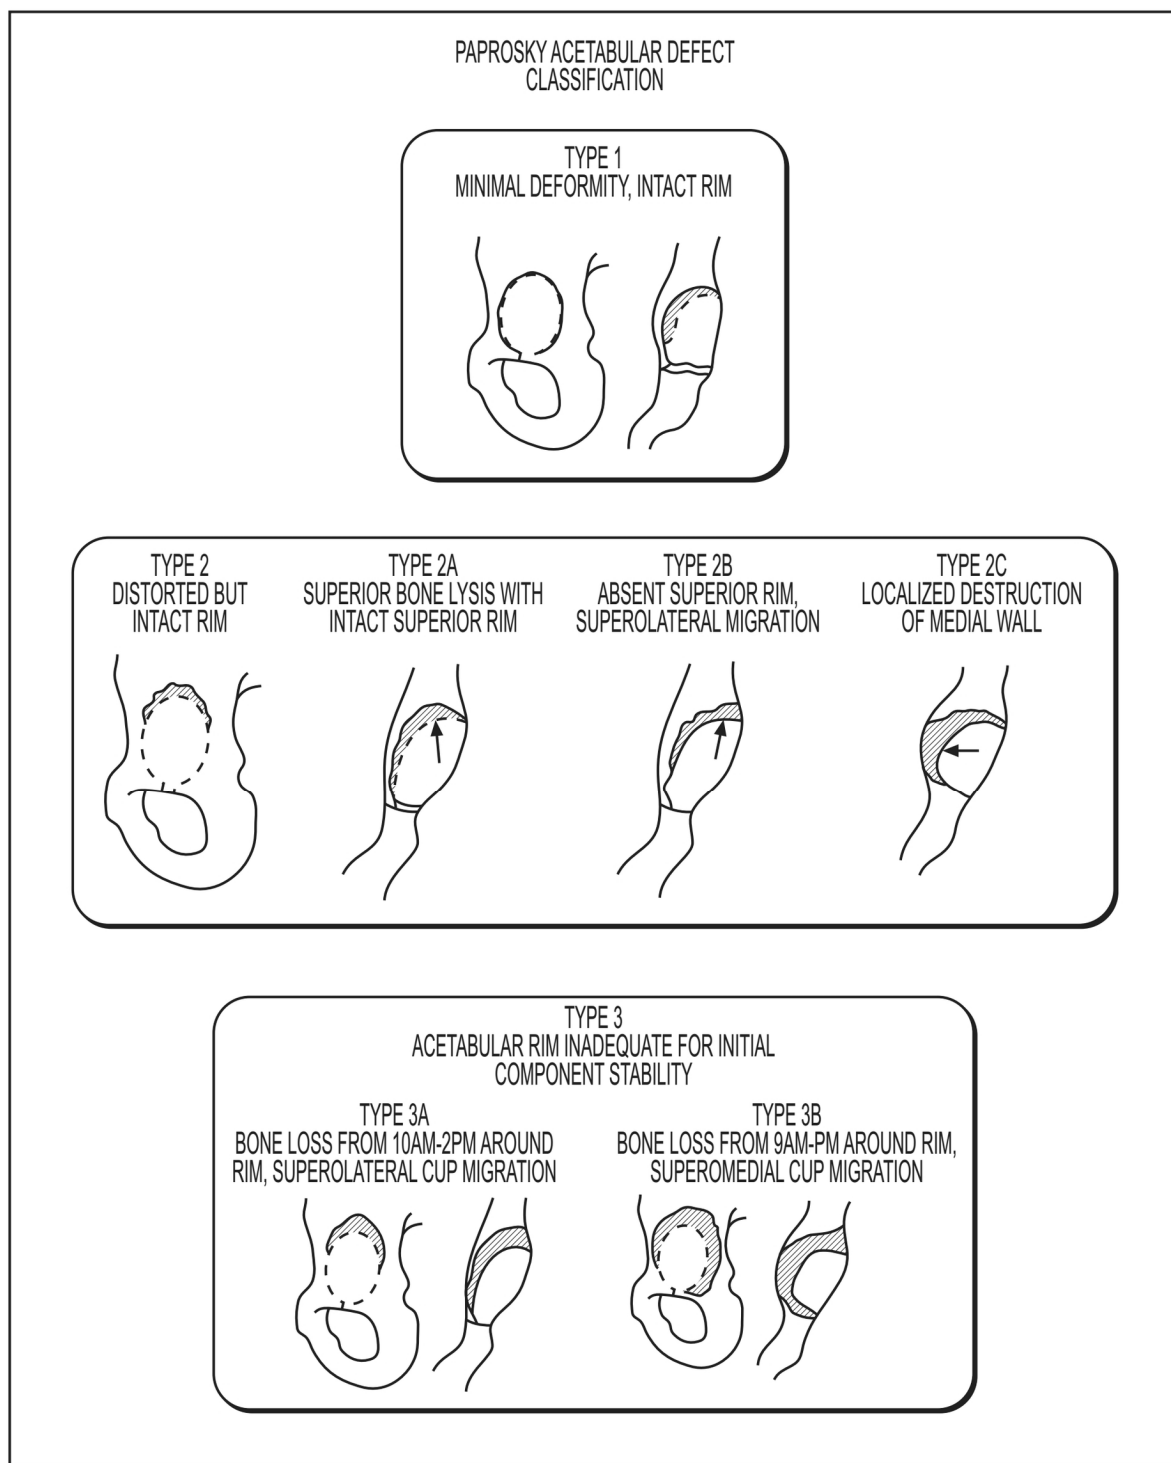 PAPROSKY ACETABULAR DEFECT
CLASSIFICATION
TYPE 1
MINIMAL DEFORMITY, INTACT RIM
TYPE 2
DISTORTED BUT
INTACT RIM
TYPE 2A
SUPERIOR BONE LYSIS WITH
INTACT SUPERIOR RIM
TYPE 2B
ABSENT SUPERIOR RIM,
SUPEROLATERAL MIGRATION
TYPE 2C
LOCALIZED DESTRUCTION
OF MEDIAL WALL
TYPE 3
ACETABULAR RIM INADEQUATE FOR INITIAL
COMPONENT STABILITY
TYPE 3A
BONE LOSS FROM 10AM-2PM AROUND
RIM, SUPEROLATERAL CUP MIGRATION
TYPE 3B
BONE LOSS FROM 9AM-PM AROUND RIM,
SUPEROMEDIAL CUP MIGRATION